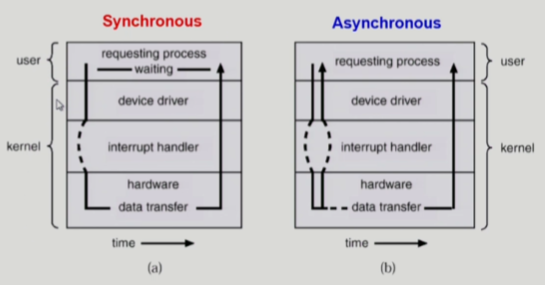 Synchronous
Asynchronous
user
requesting process
waiting
device driver
kernel
interrupt handler
hardware
data transfer
time
(a)
requesting process
user
device driver
interrupt handler
kernel
hardware
data transfer
time
(b)